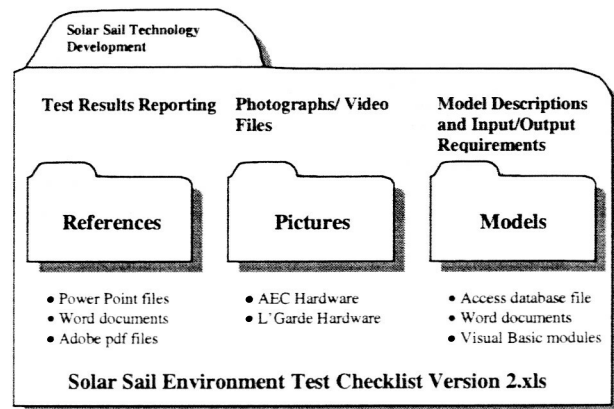 Solar Sail Technology
Development
Test Results Reporting
Photographs/ Video
Files
Model Descriptions
and Input/Output
Requirements
References
Pictures
Models
• Power Point files
• Word documents
• Adobe pdf files
• AEC Hardware
• L'Garde Hardware
• Access database file
• Word documents
• Visual Basic modules
Solar Sail Environment Test Checklist Version 2.xls